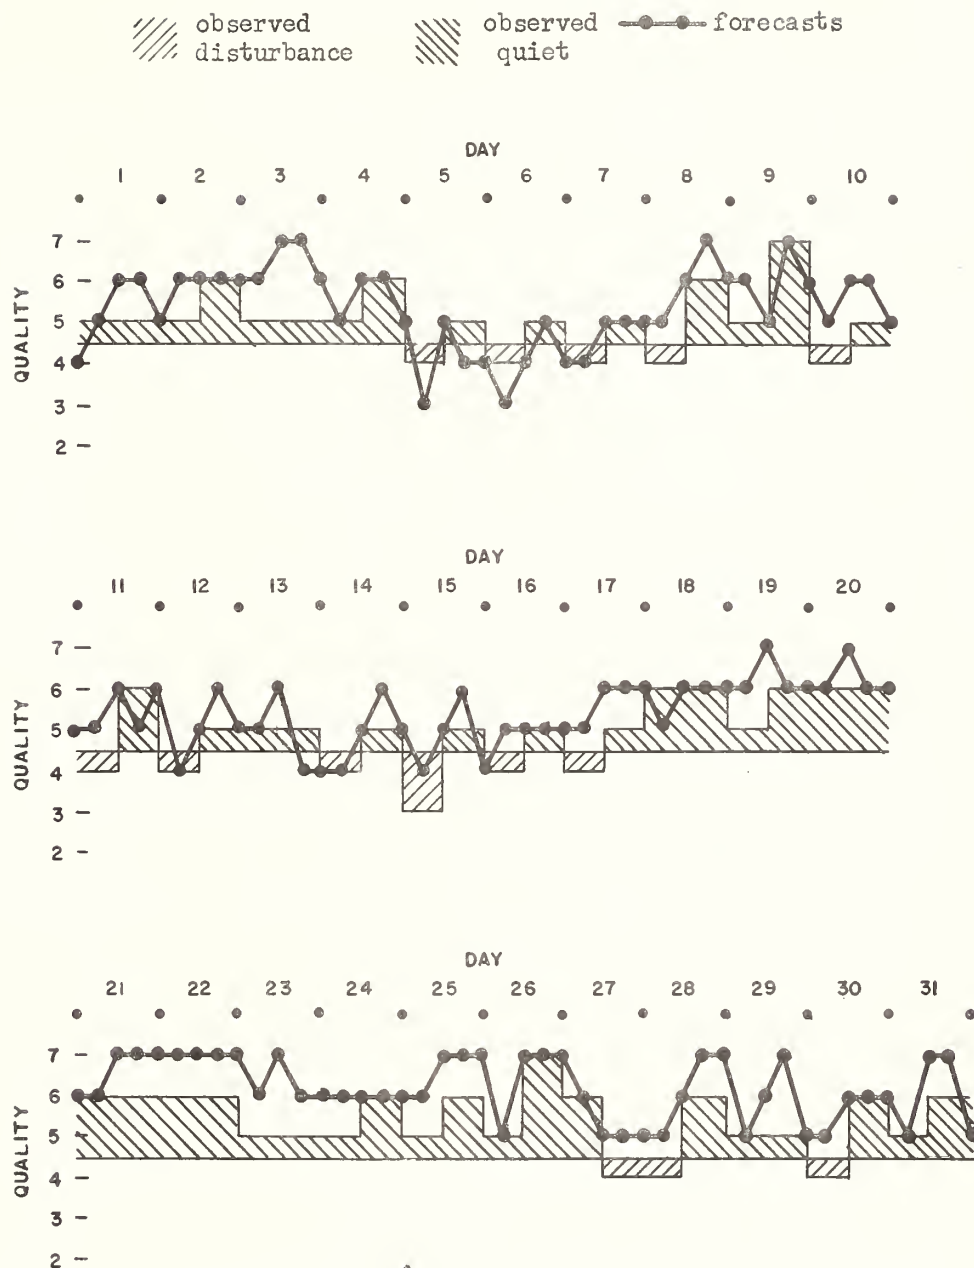 observed disturbance
observed quiet
forecasts
DAY
1 2 3 4 5 6 7 8 9 10
QUALITY
7
6
5
4
3
2
DAY
11 12 13 14 15 16 17 18 19 20
QUALITY
7
6
5
4
3
2
DAY
21 22 23 24 25 26 27 28 29 30 31
QUALITY
7
6
5
4
3
2